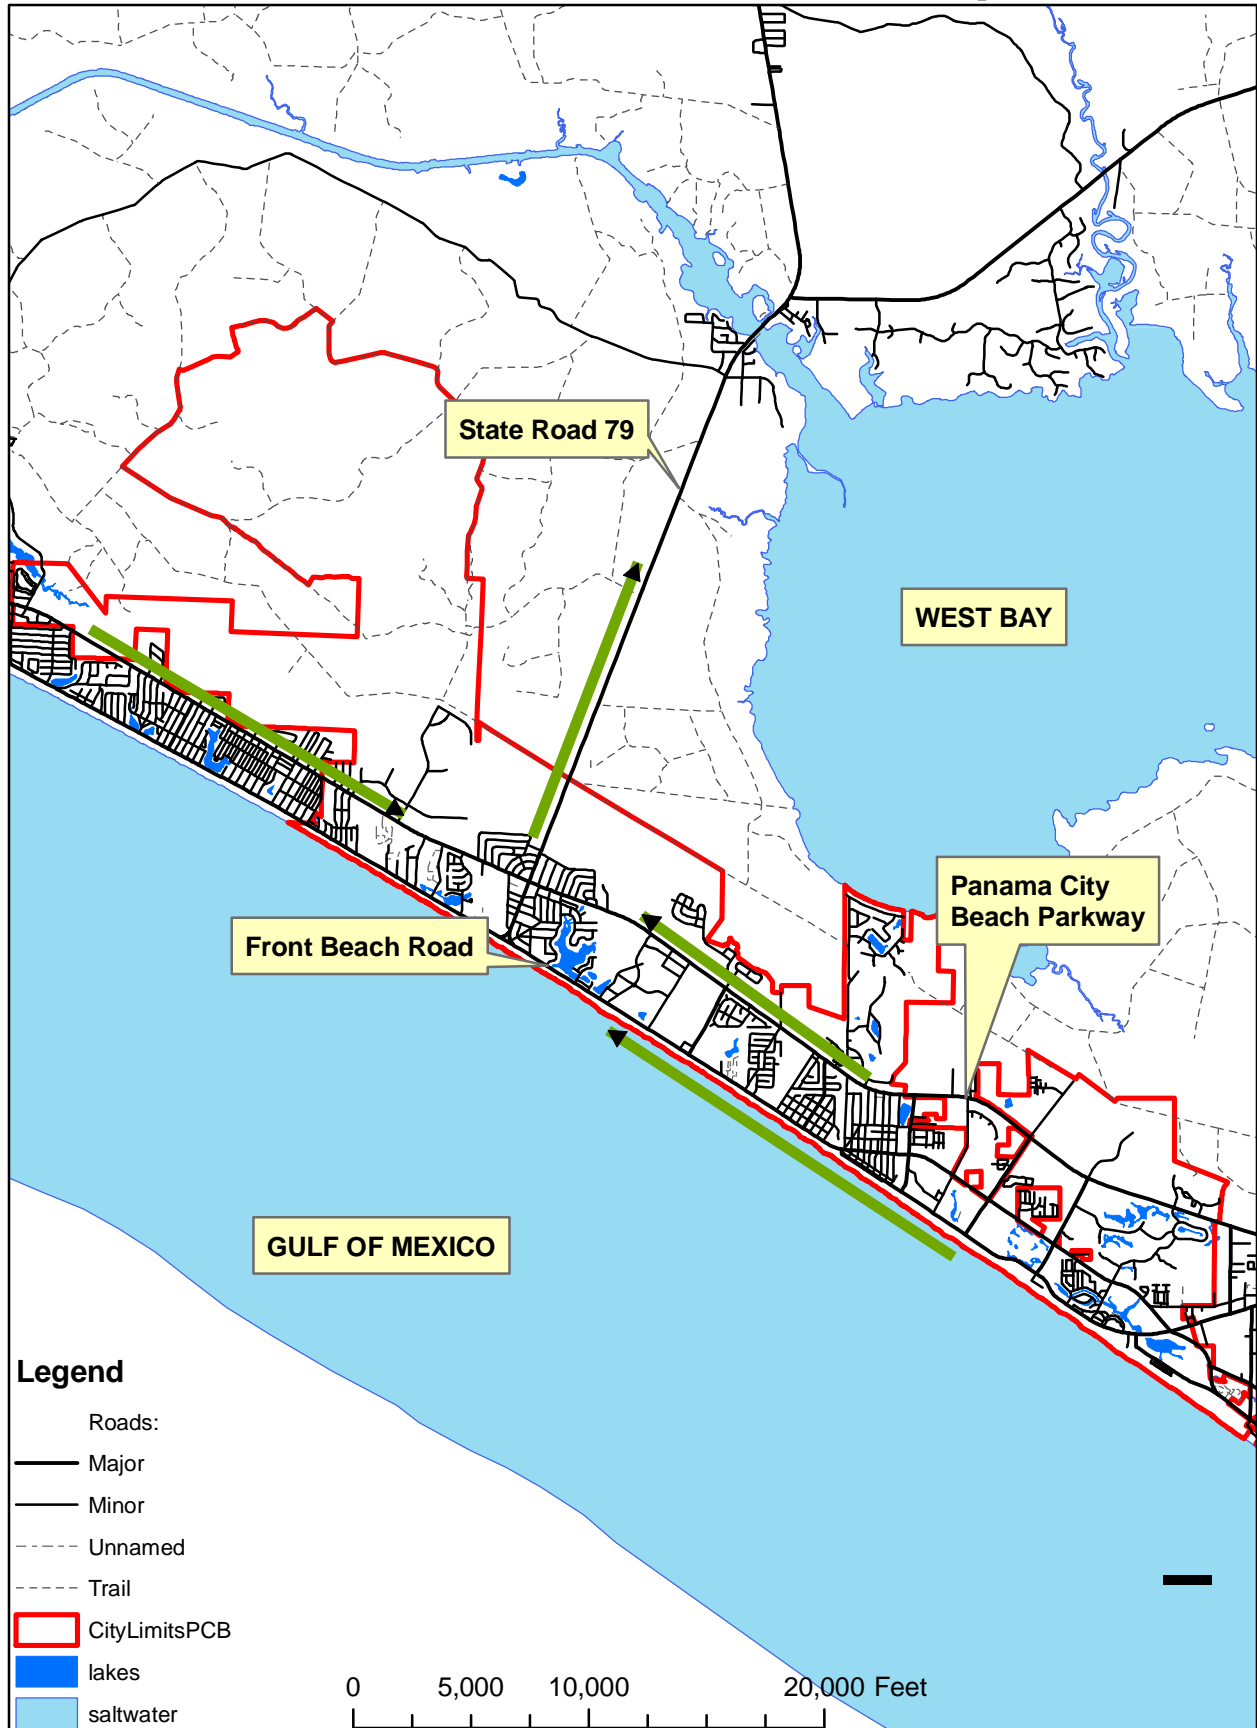 State Road 79
WEST BAY
Panama City
Beach Parkway
Front Beach Road
GULF OF MEXICO
Legend
Roads:
Major
Minor
Unnamed
Trail
CityLimitsPCB
lakes
saltwater
0 5,000 10,000 20,000 Feet